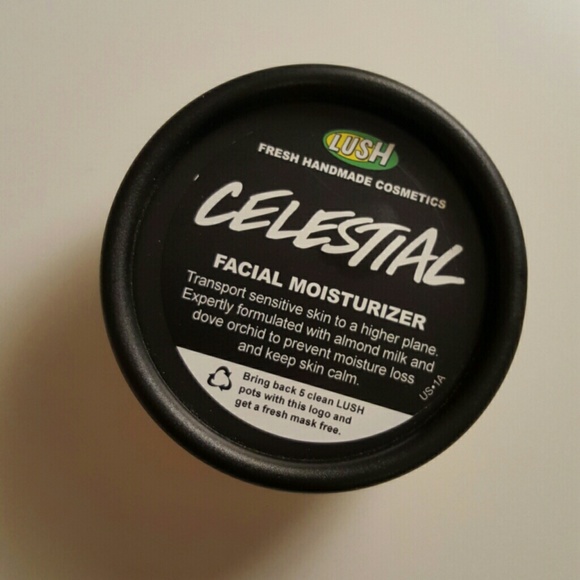 LUSH
FRESH HANDMADE COSMETICS
CELESTIAL
FACIAL MOISTURIZER
Transport sensitive skin to a higher plane.
Expertly formulated with almond milk and
dove orchid to prevent moisture loss
and keep skin calm.
US•1A
Bring back 5 clean LUSH
pots with this logo and
get a fresh mask free.